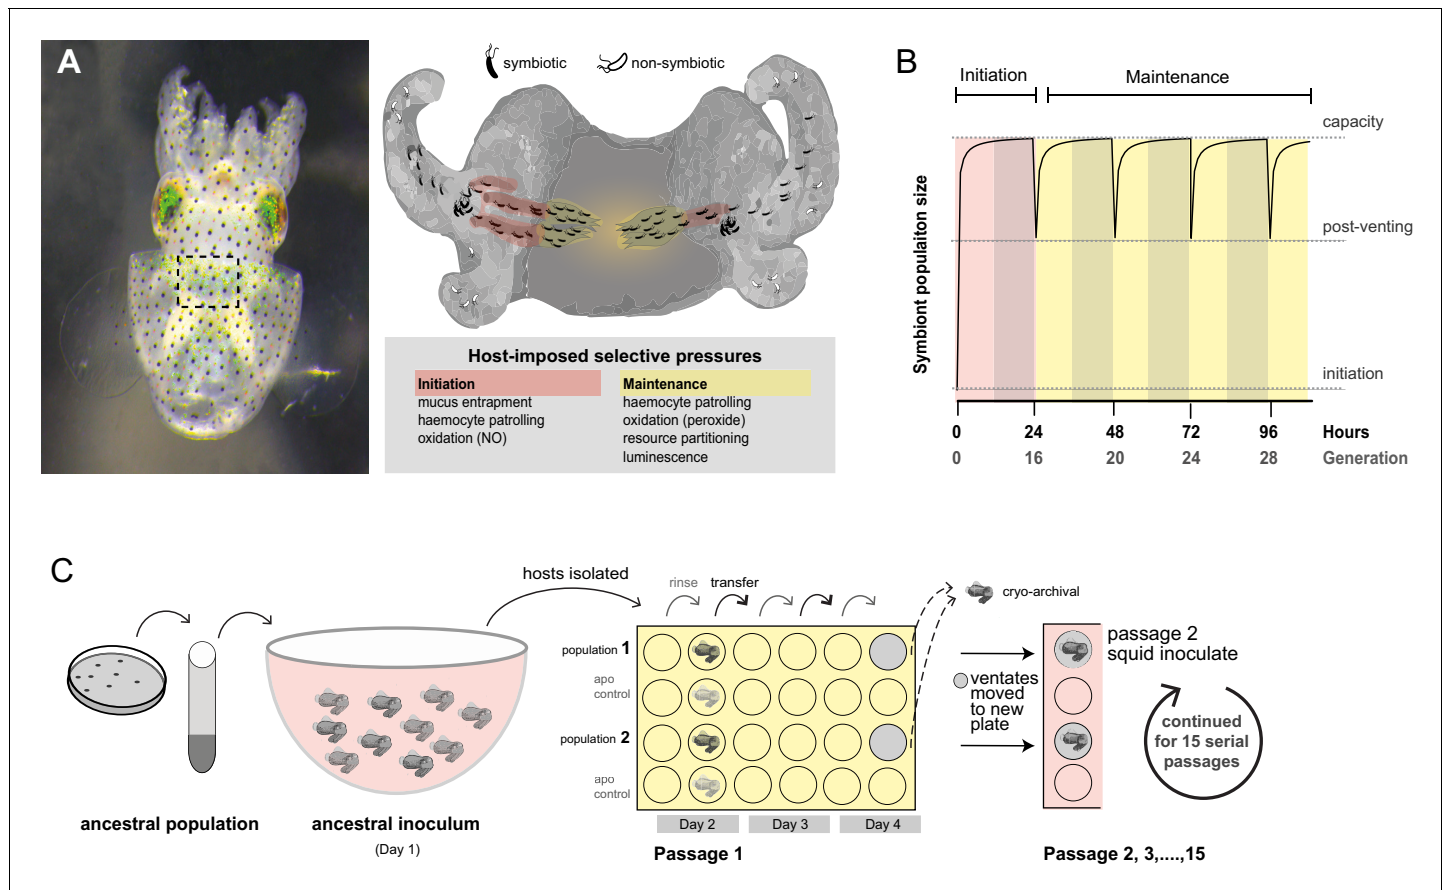 A
symbiotic
non-symbiotic
Host-imposed selective pressures
Initiation
mucus entrapment
haemocyte patrolling
oxidation (NO)
Maintenance
haemocyte patrolling
oxidation (peroxide)
resource partitioning
luminescence
B
Initiation
Maintenance
Symbiont populaiton size
capacity
post-venting
initiation
0 24 48 72 96 Hours
0 16 20 24 28 Generation
C
hosts isolated
rinse
transfer
cryo-archival
population 1
apo
control
population 2
apo
control
Day 2
Day 3
Day 4
ancestral population
ancestral inoculum
(Day 1)
Passage 1
ventates
moved
to new
plate
passage 2
squid inoculate
continued
for 15 serial
passages
Passage 2, 3,....,15